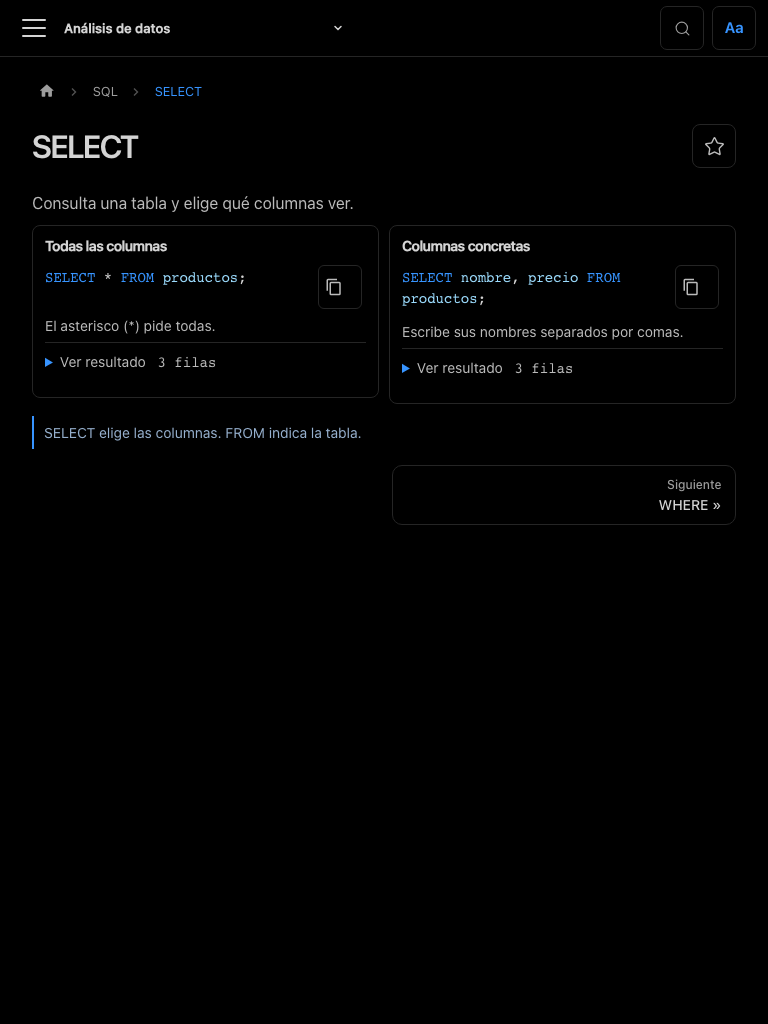 Análisis de datos
Aa
SQL
SELECT
SELECT
Consulta una tabla y elige qué columnas ver.
Todas las columnas
SELECT * FROM productos;
El asterisco (*) pide todas.
Ver resultado 3 filas
Columnas concretas
SELECT nombre, precio FROM
productos;
Escribe sus nombres separados por comas.
Ver resultado 3 filas
SELECT elige las columnas. FROM indica la tabla.
Siguiente
WHERE »